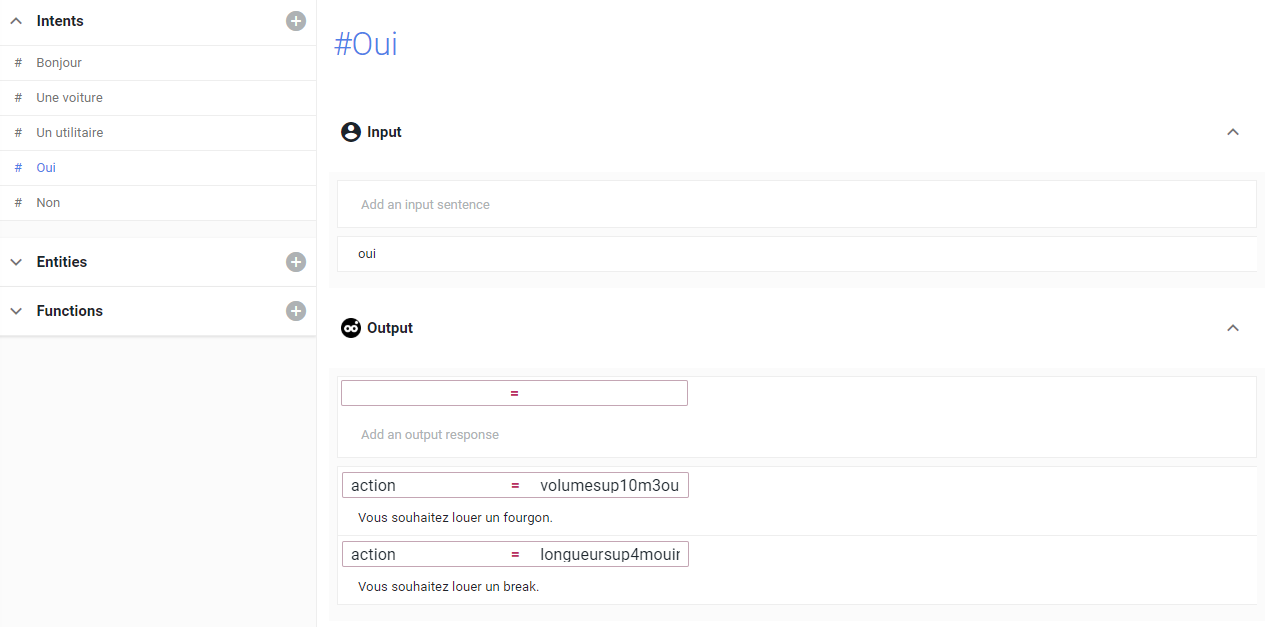 Intents
# Bonjour
# Une voiture
# Un utilitaire
# Oui
# Non
Entities
Functions
#Oui
Input
Add an input sentence
oui
Output
=
Add an output response
action = volumesup10m3ou
Vous souhaitez louer un fourgon.
action = longueursup4mouir
Vous souhaitez louer un break.